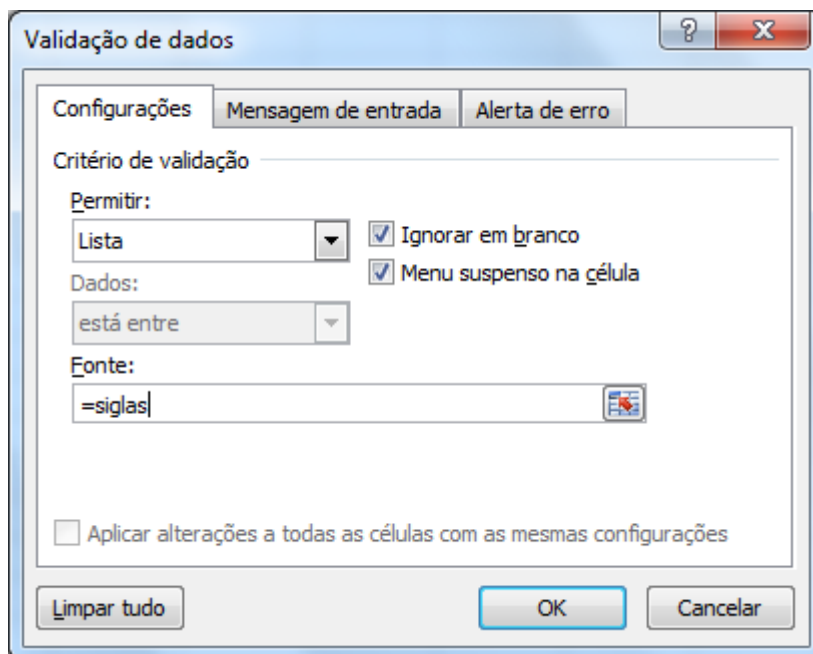 Validação de dados
Configurações Mensagem de entrada Alerta de erro
Critério de validação
Permitir:
Lista
Ignorar em branco
Menu suspenso na célula
Dados:
está entre
Fonte:
=siglas
Aplicar alterações a todas as células com as mesmas configurações
Limpar tudo OK Cancelar